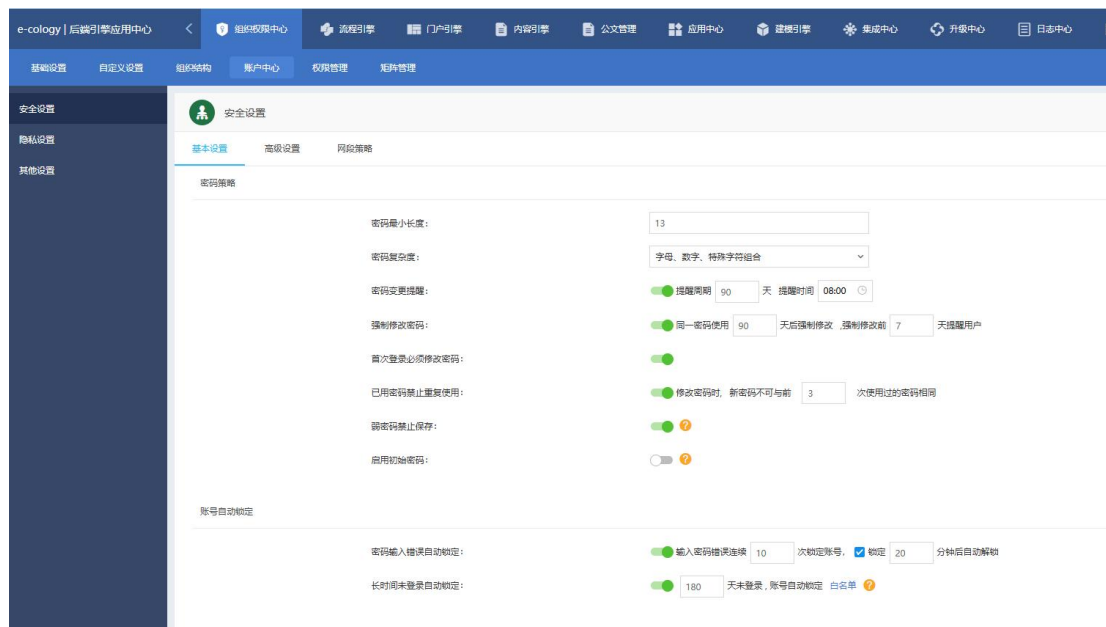 e-cology | 后端引擎应用中心 组织权限中心 流程引擎 门户引擎 内容引擎 公文管理 应用中心 建模引擎 集成中心 升级中心 日志中心
基础设置 自定义设置 组织结构 账户中心 权限管理 矩阵管理
安全设置
隐私设置
其他设置
安全设置
基本设置 高级设置 网段策略
密码策略
密码最小长度： 13
密码复杂度： 字母、数字、特殊字符组合
密码变更提醒： 提醒周期 90 天 提醒时间 08:00
强制修改密码： 同一密码使用 90 天后强制修改 ,强制修改前 7 天提醒用户
首次登录必须修改密码：
已用密码禁止重复使用： 修改密码时，新密码不可与前 3 次使用过的密码相同
弱密码禁止保存： ?
启用初始密码： ?
账号自动锁定
密码输入错误自动锁定： 输入密码错误连续 10 次锁定账号， 锁定 20 分钟后自动解锁
长时间未登录自动锁定： 180 天未登录 , 账号自动锁定 白名单 ?